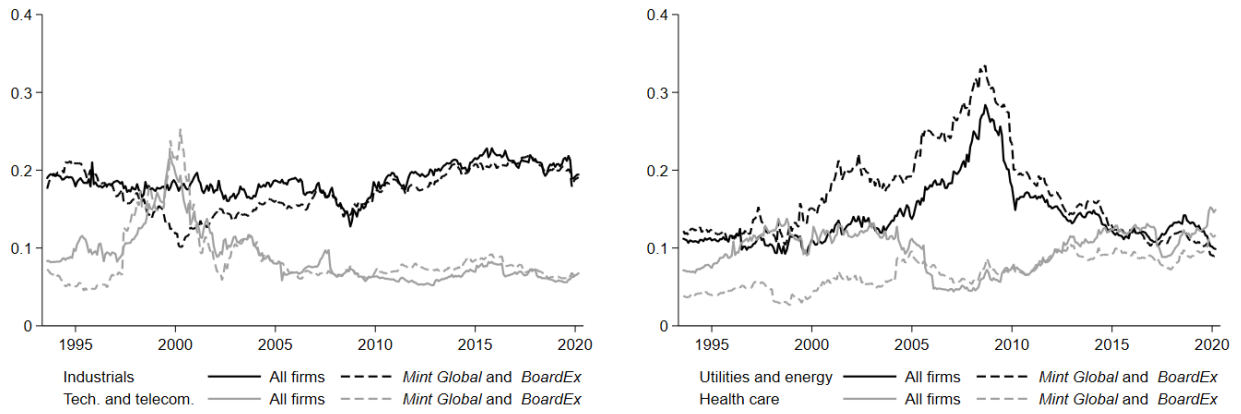 0.4
0.3
0.2
0.1
0
1995 2000 2005 2010 2015 2020
Industrials All firms Mint Global and BoardEx
Tech. and telecom. All firms Mint Global and BoardEx
0.4
0.3
0.2
0.1
0
1995 2000 2005 2010 2015 2020
Utilities and energy All firms Mint Global and BoardEx
Health care All firms Mint Global and BoardEx